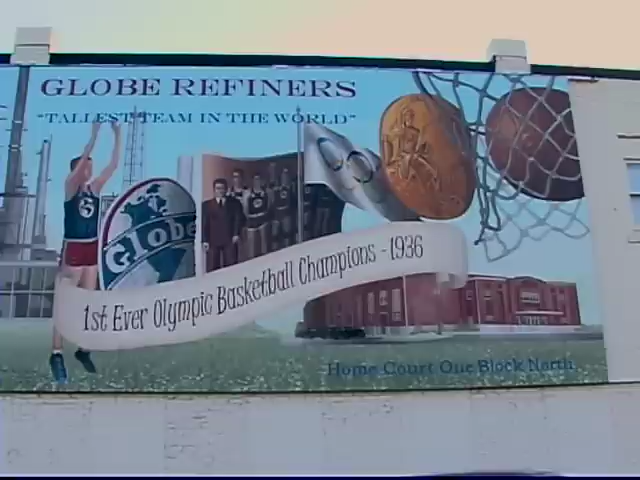 GLOBE REFINERS
"TALLEST TEAM IN THE WORLD"
Globe
1st Ever Olympic Basketball Champions - 1936
Home Court One Block North